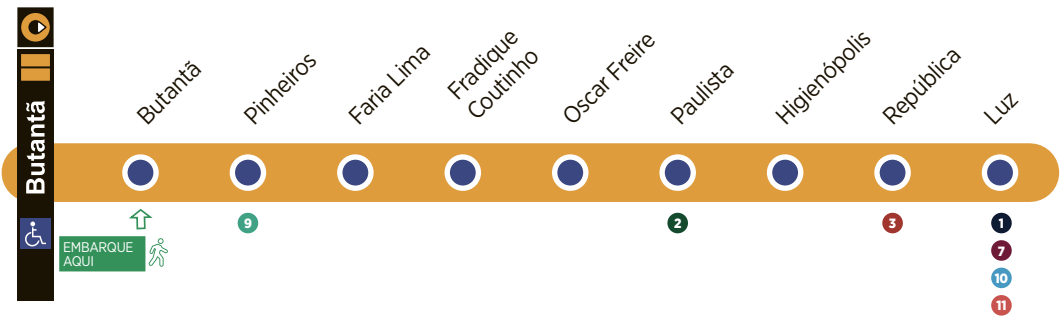 Butantã
Butantã
Pinheiros
Faria Lima
Fradique
Coutinho
Oscar Freire
Paulista
Higienópolis
República
Luz
EMBARQUE
AQUI
9
2
3
1
7
10
11